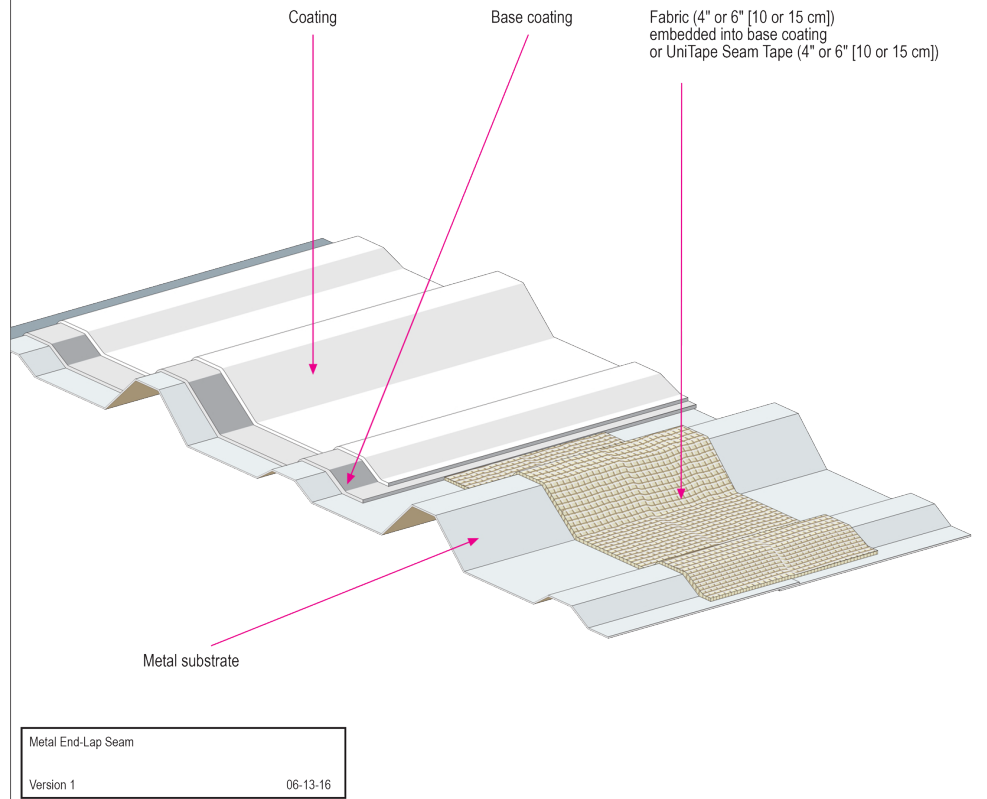 Coating
Base coating
Fabric (4" or 6" [10 or 15 cm])
embedded into base coating
or UniTape Seam Tape (4" or 6" [10 or 15 cm])
Metal substrate
Metal End-Lap Seam
Version 1 06-13-16